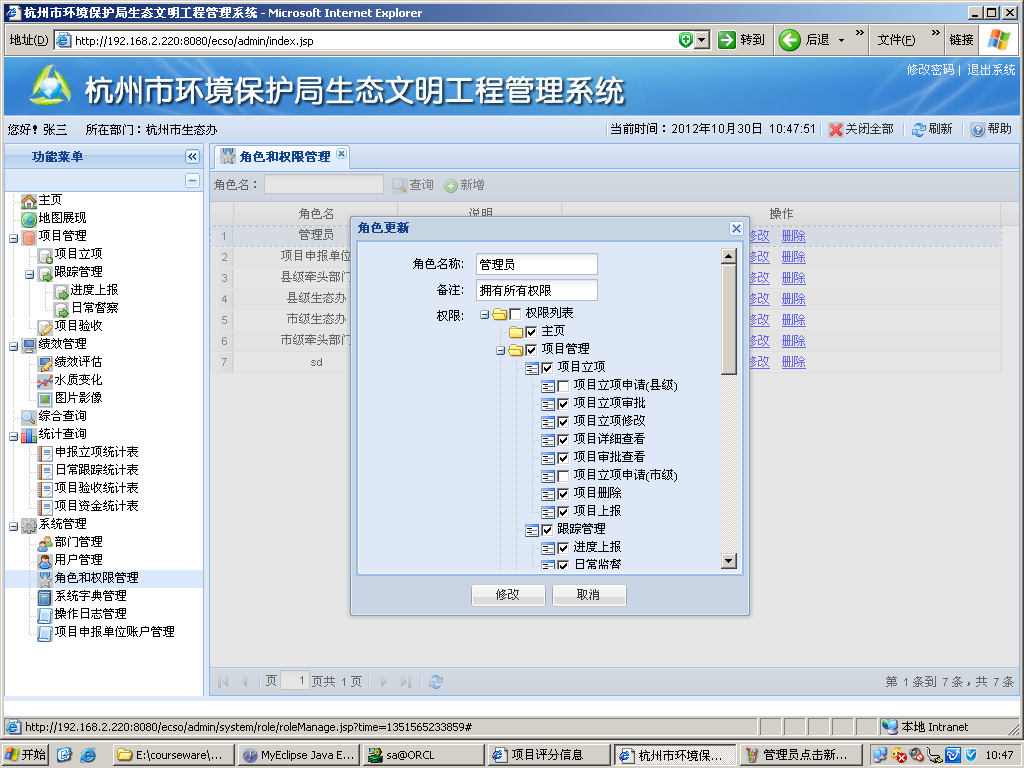 杭州市环境保护局生态文明工程管理系统 - Microsoft Internet Explorer
地址(D) http://192.168.2.220:8080/ecso/admin/index.jsp 转到 后退 » 文件(F) » 链接
修改密码 | 退出系统
杭州市环境保护局生态文明工程管理系统
您好! 张三 所在部门：杭州市生态办 当前时间：2012年10月30日 10:47:51 关闭全部 刷新 帮助
功能菜单
主页
地图展现
项目管理
项目立项
跟踪管理
进度上报
日常督察
项目验收
绩效管理
绩效评估
水质变化
图片影像
综合查询
统计查询
申报立项统计表
日常跟踪统计表
项目验收统计表
项目资金统计表
系统管理
部门管理
用户管理
角色和权限管理
系统字典管理
操作日志管理
项目申报单位账户管理
角色和权限管理
角色名： 查询 新增
角色名 说明 操作
1 管理员 修改 删除
2 项目申报单位 修改 删除
3 县级牵头部门 修改 删除
4 县级生态办 修改 删除
5 市级生态办 修改 删除
6 市级牵头部门 修改 删除
7 sd 修改 删除
角色更新
角色名称: 管理员
备注: 拥有所有权限
权限: 权限列表
主页
项目管理
项目立项
项目立项申请(县级)
项目立项审批
项目立项修改
项目详细查看
项目审批查看
项目立项申请(市级)
项目删除
项目上报
跟踪管理
进度上报
日常监督
修改 取消
页 1 页共 1 页 第 1 条到 7 条，共 7 条
http://192.168.2.220:8080/ecso/admin/system/role/roleManage.jsp?time=1351565233859# 本地 Intranet
开始 E:\courseware\... MyEclipse Java E... sa@ORCL 项目评分信息 杭州市环境保... 管理员点击新... 10:47